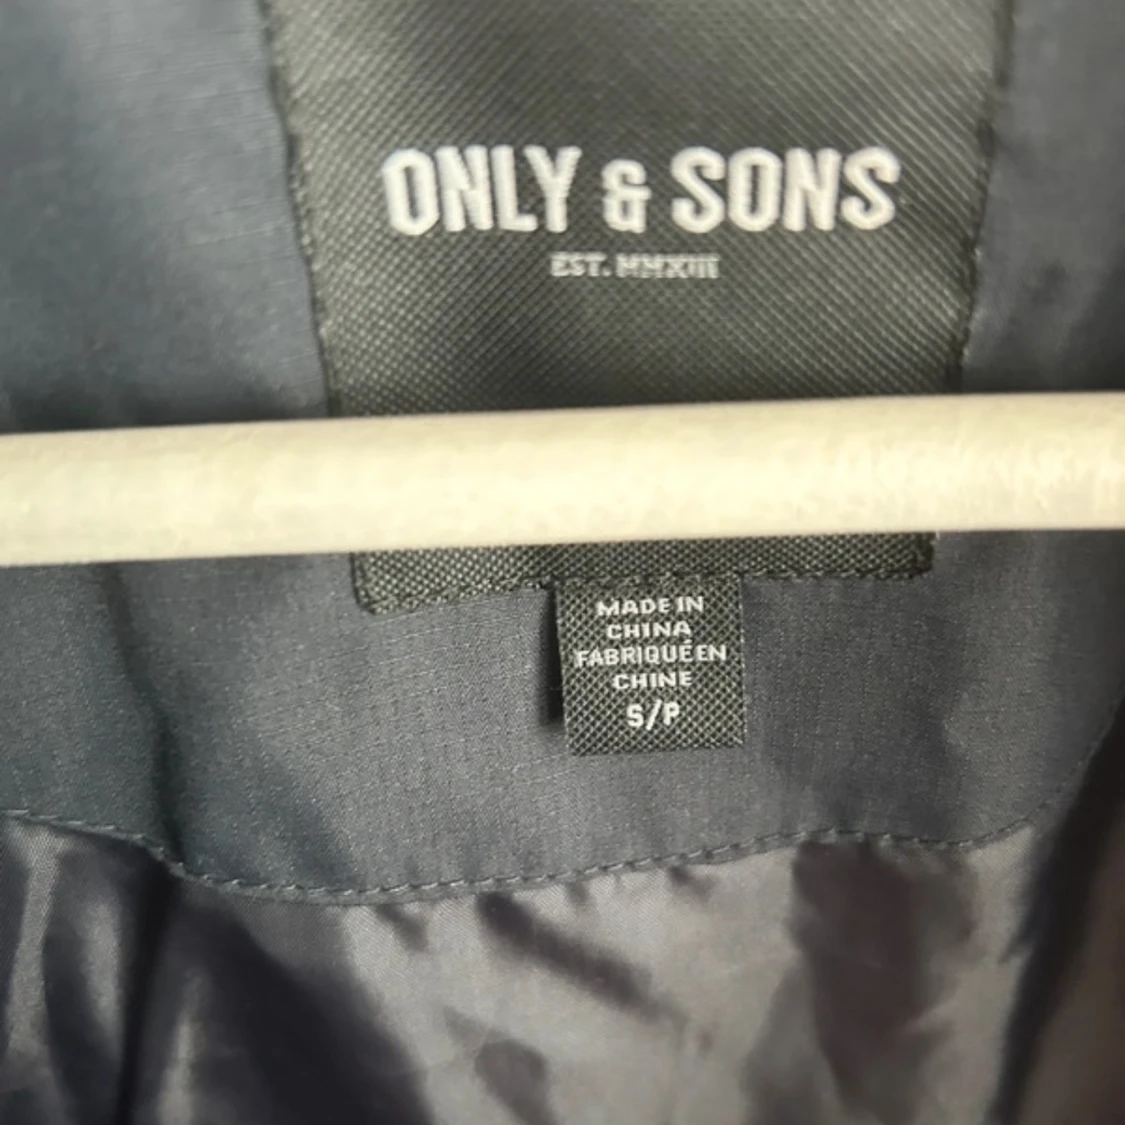 ONLY & SONS
EST. MMXIII
MADE IN
CHINA
FABRIQUÉ EN
CHINE
S/P